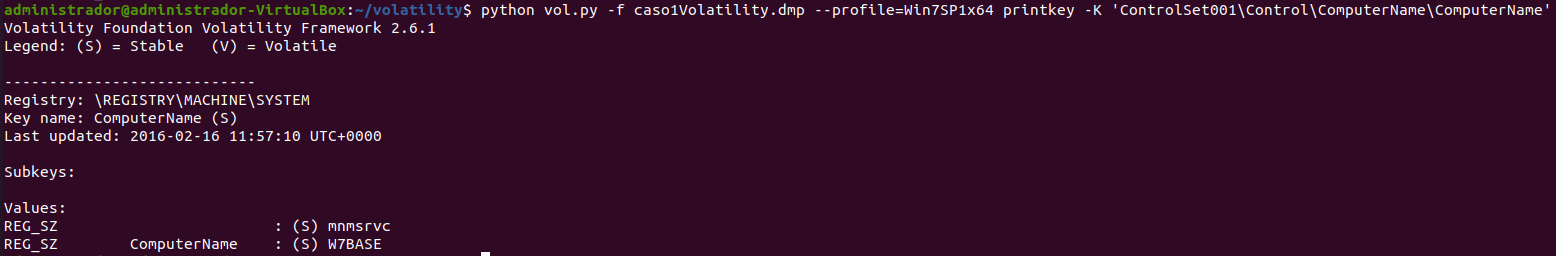 administrador@administrador-VirtualBox:~/volatility$ python vol.py -f caso1Volatility.dmp --profile=Win7SP1x64 printkey -K 'ControlSet001\Control\ComputerName\ComputerName'
Volatility Foundation Volatility Framework 2.6.1
Legend: (S) = Stable   (V) = Volatile

----------------------------
Registry: \REGISTRY\MACHINE\SYSTEM
Key name: ComputerName (S)
Last updated: 2016-02-16 11:57:10 UTC+0000

Subkeys:

Values:
REG_SZ                        : (S) mnmsrvc
REG_SZ        ComputerName    : (S) W7BASE